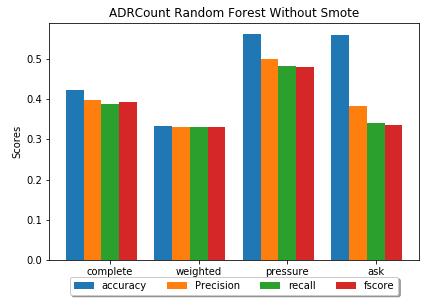 ADRCount Random Forest Without Smote
Scores
0.5
0.4
0.3
0.2
0.1
0.0
complete weighted pressure ask
accuracy Precision recall fscore